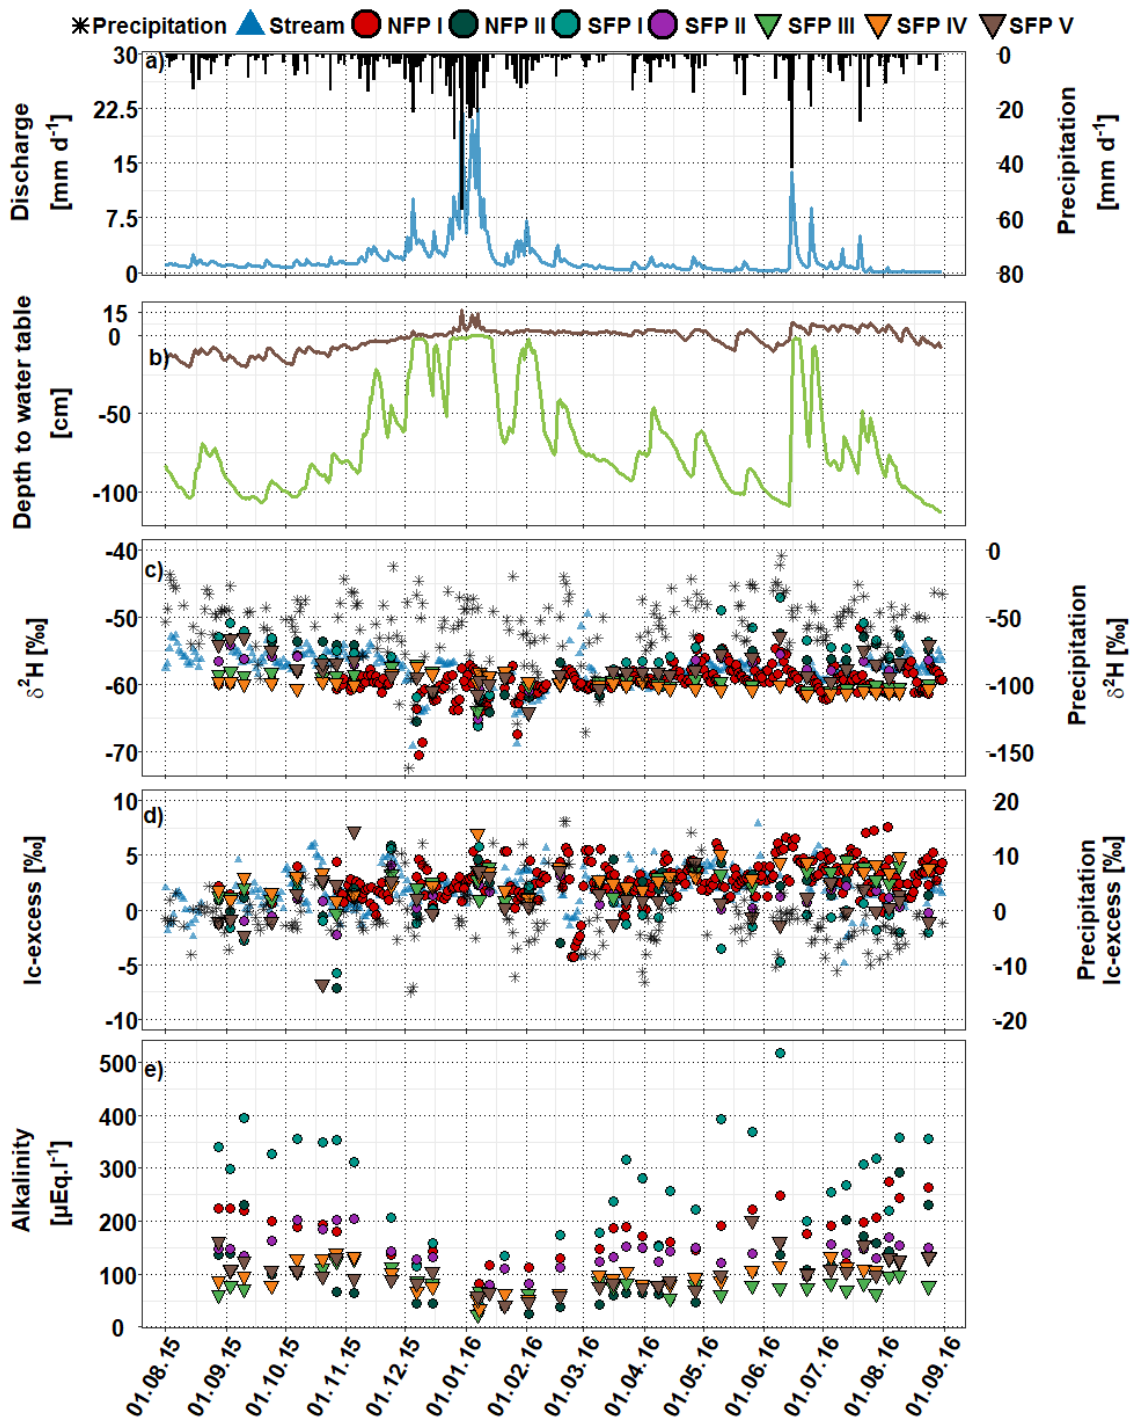 Precipitation Stream NFP I NFP II SFP I SFP II SFP III SFP IV SFP V
a)
30
22.5
15
7.5
0
Discharge
[mm d⁻¹]
0
20
40
60
80
Precipitation
[mm d⁻¹]
b)
15
0
-50
-100
Depth to water table
[cm]
c)
-40
-50
-60
-70
δ²H [‰]
0
-50
-100
-150
Precipitation
δ²H [‰]
d)
10
5
0
-5
-10
lc-excess [‰]
20
10
0
-10
-20
Precipitation
lc-excess [‰]
e)
500
400
300
200
100
0
Alkalinity
[µEq.l⁻¹]
01.08.15
01.09.15
01.10.15
01.11.15
01.12.15
01.01.16
01.02.16
01.03.16
01.04.16
01.05.16
01.06.16
01.07.16
01.08.16
01.09.16